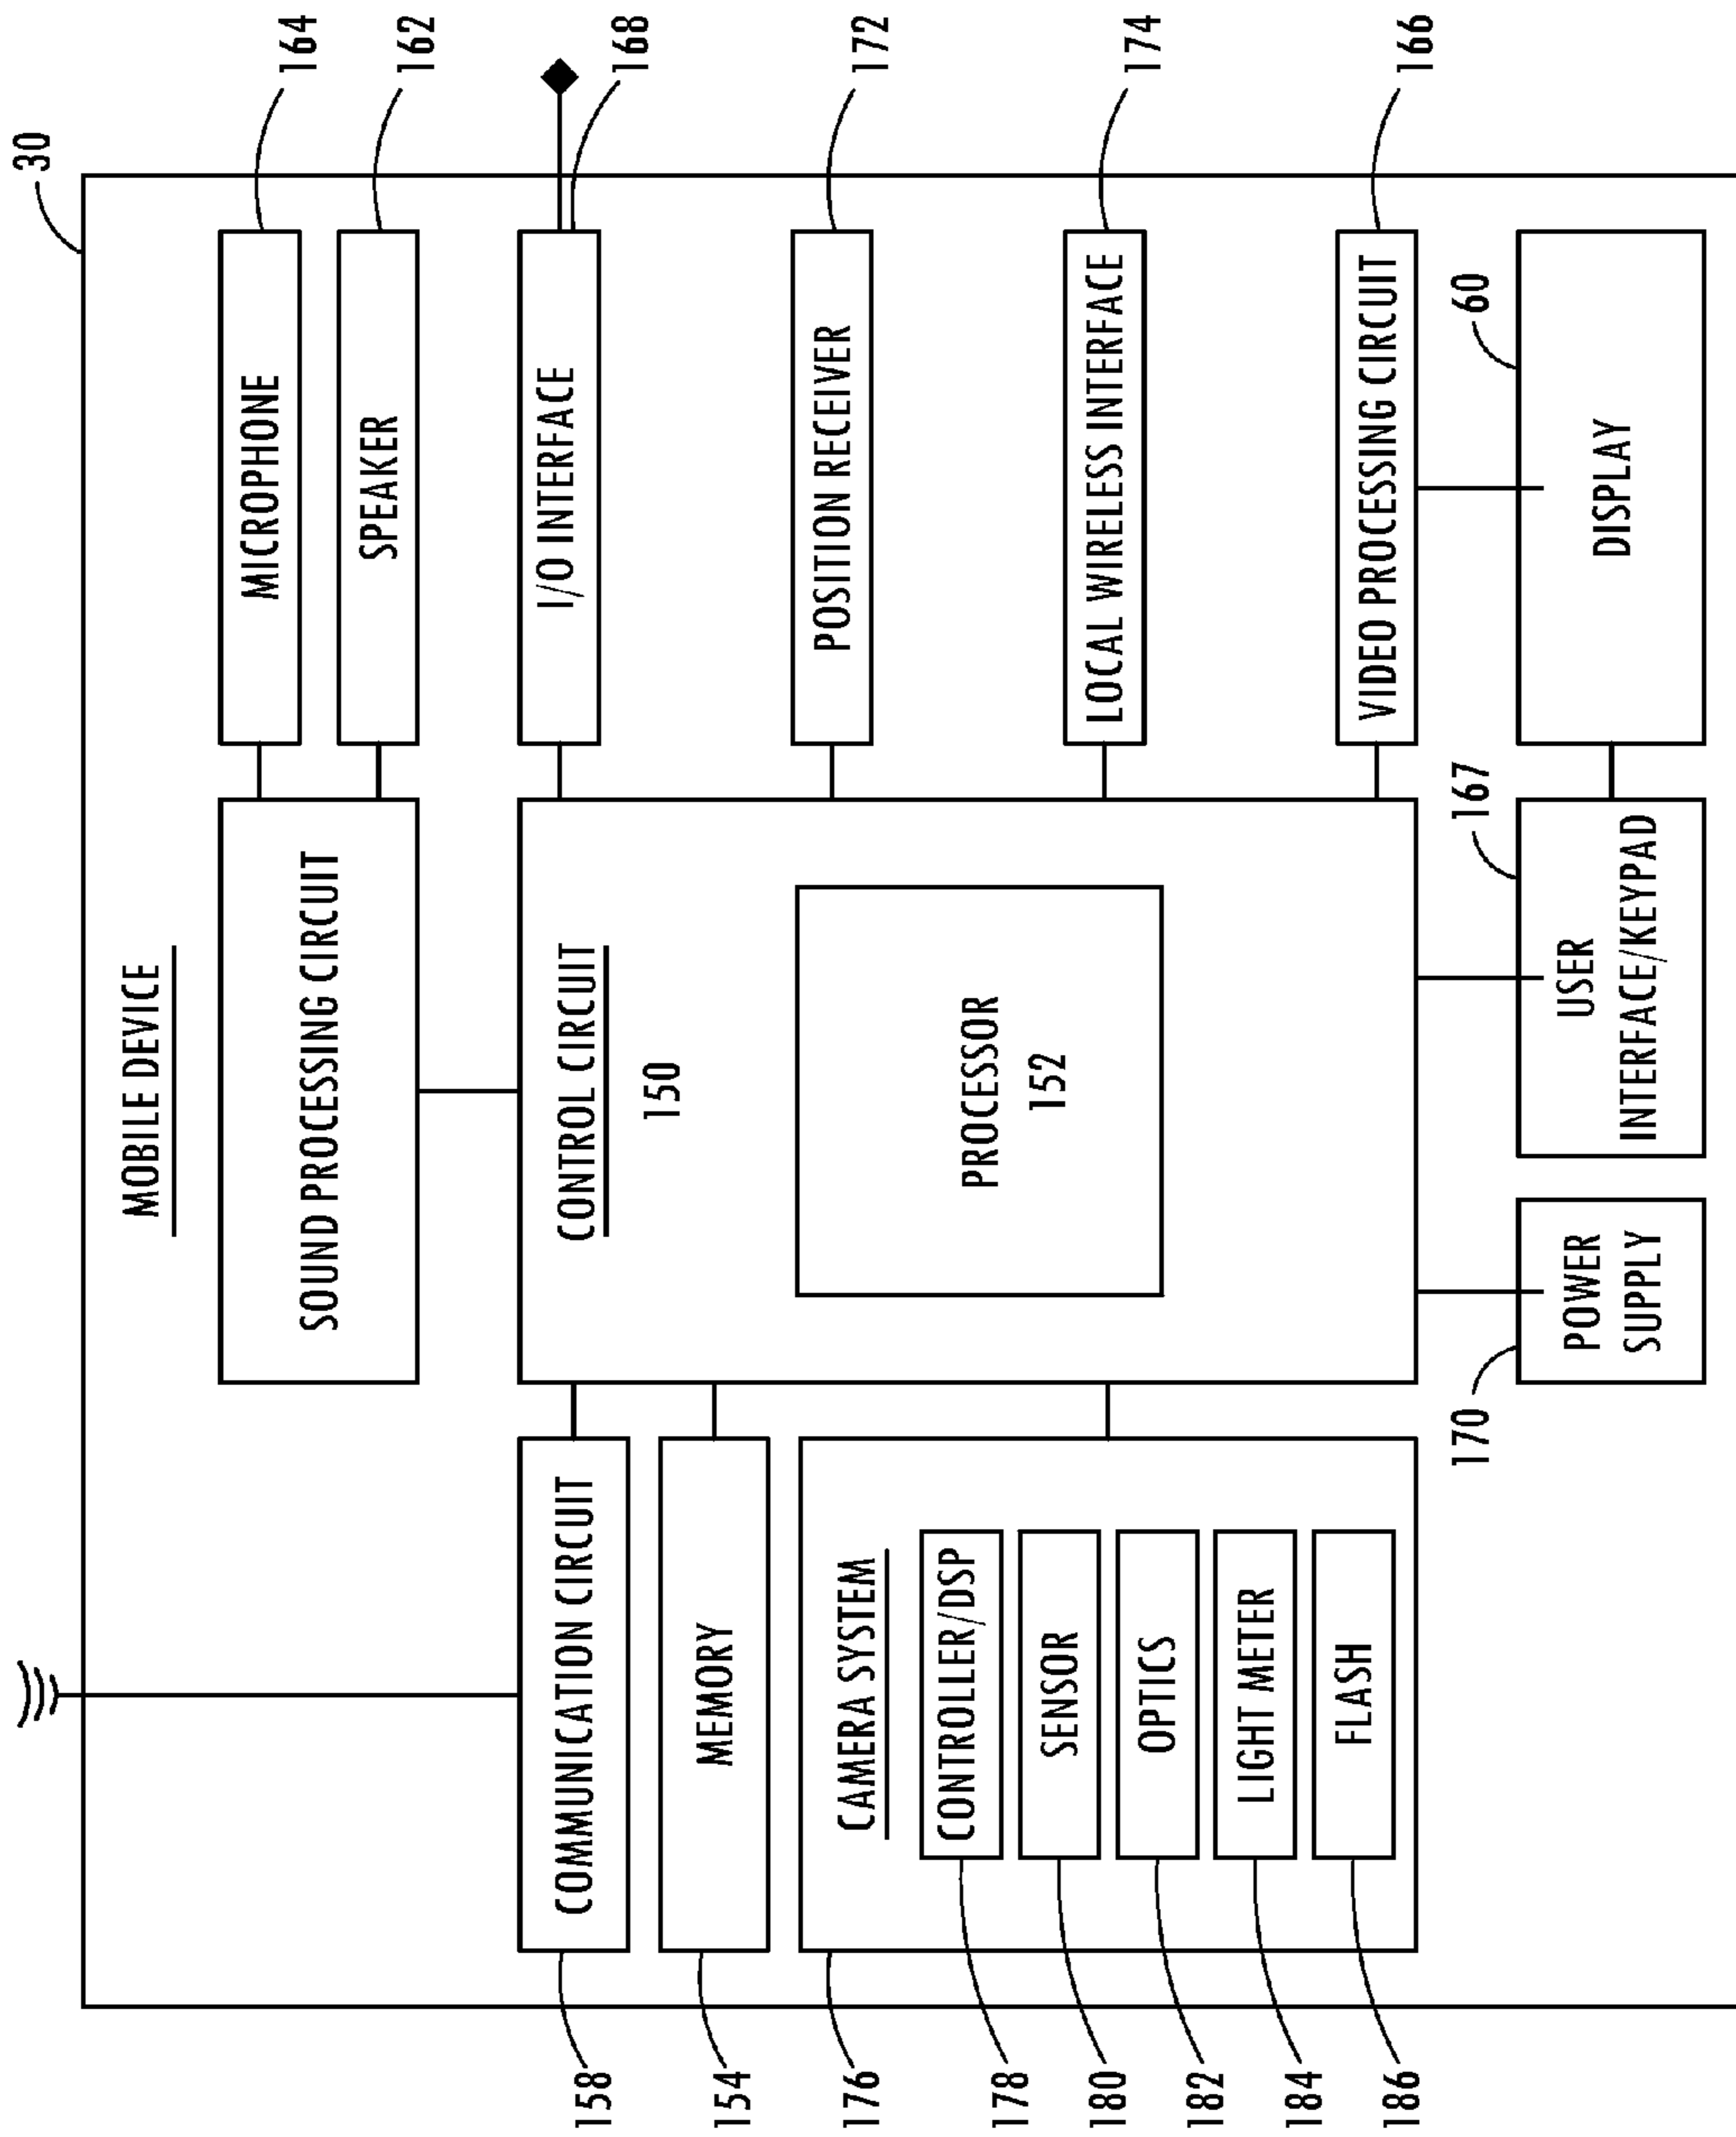 30
MOBILE DEVICE
SOUND PROCESSING CIRCUIT
MICROPHONE
164
SPEAKER
162
158
COMMUNICATION CIRCUIT
154
MEMORY
176
CAMERA SYSTEM
178
CONTROLLER/DSP
180
SENSOR
182
OPTICS
184
LIGHT METER
186
FLASH
CONTROL CIRCUIT
150
PROCESSOR
152
I/O INTERFACE
168
POSITION RECEIVER
172
LOCAL WIRELESS INTERFACE
174
VIDEO PROCESSING CIRCUIT
166
170
POWER
SUPPLY
167
USER
INTERFACE/KEYPAD
60
DISPLAY